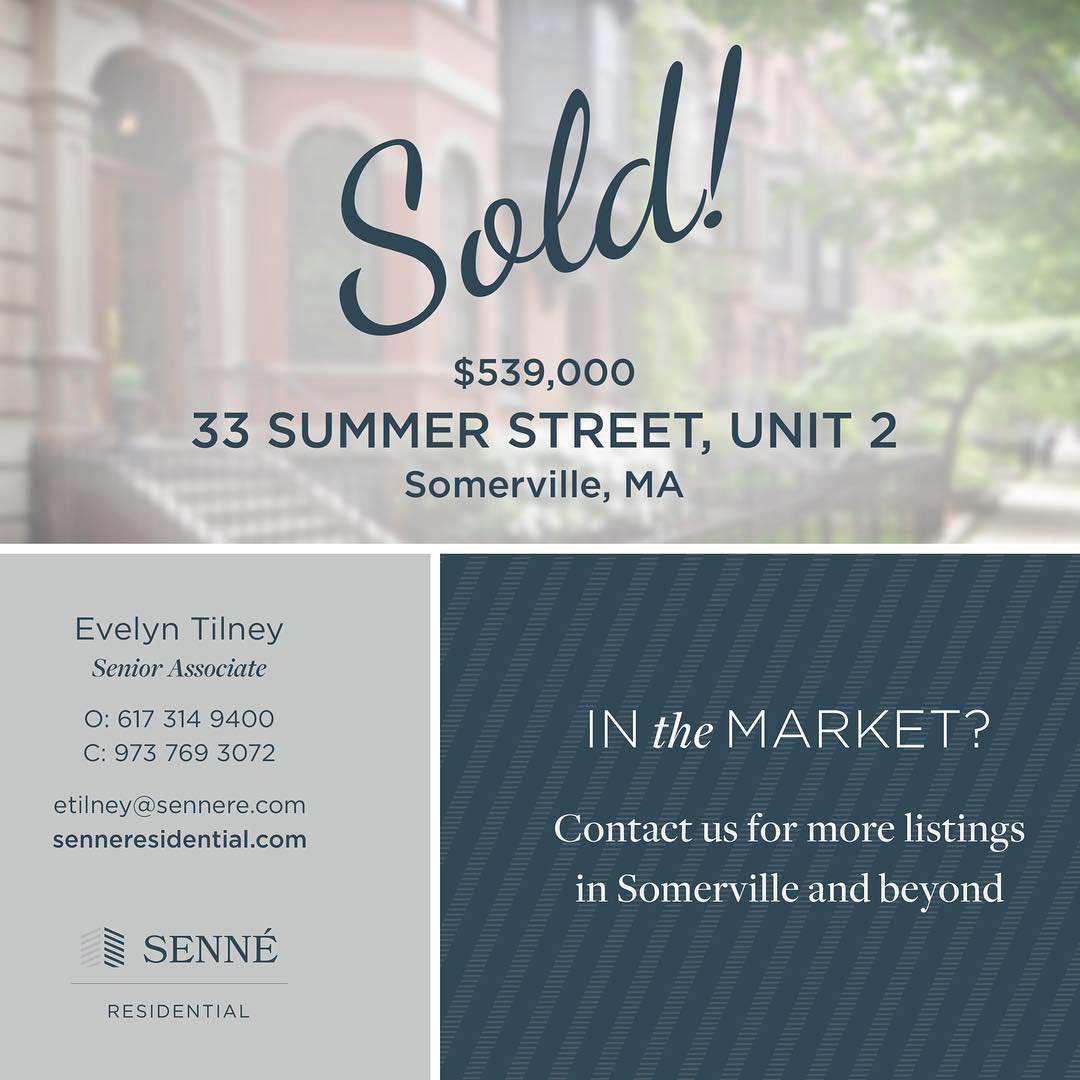 Sold!
$539,000
33 SUMMER STREET, UNIT 2
Somerville, MA
Evelyn Tilney
Senior Associate
O: 617 314 9400
C: 973 769 3072
etilney@sennere.com
senneresidential.com
SENNÉ
RESIDENTIAL
IN the MARKET?
Contact us for more listings
in Somerville and beyond